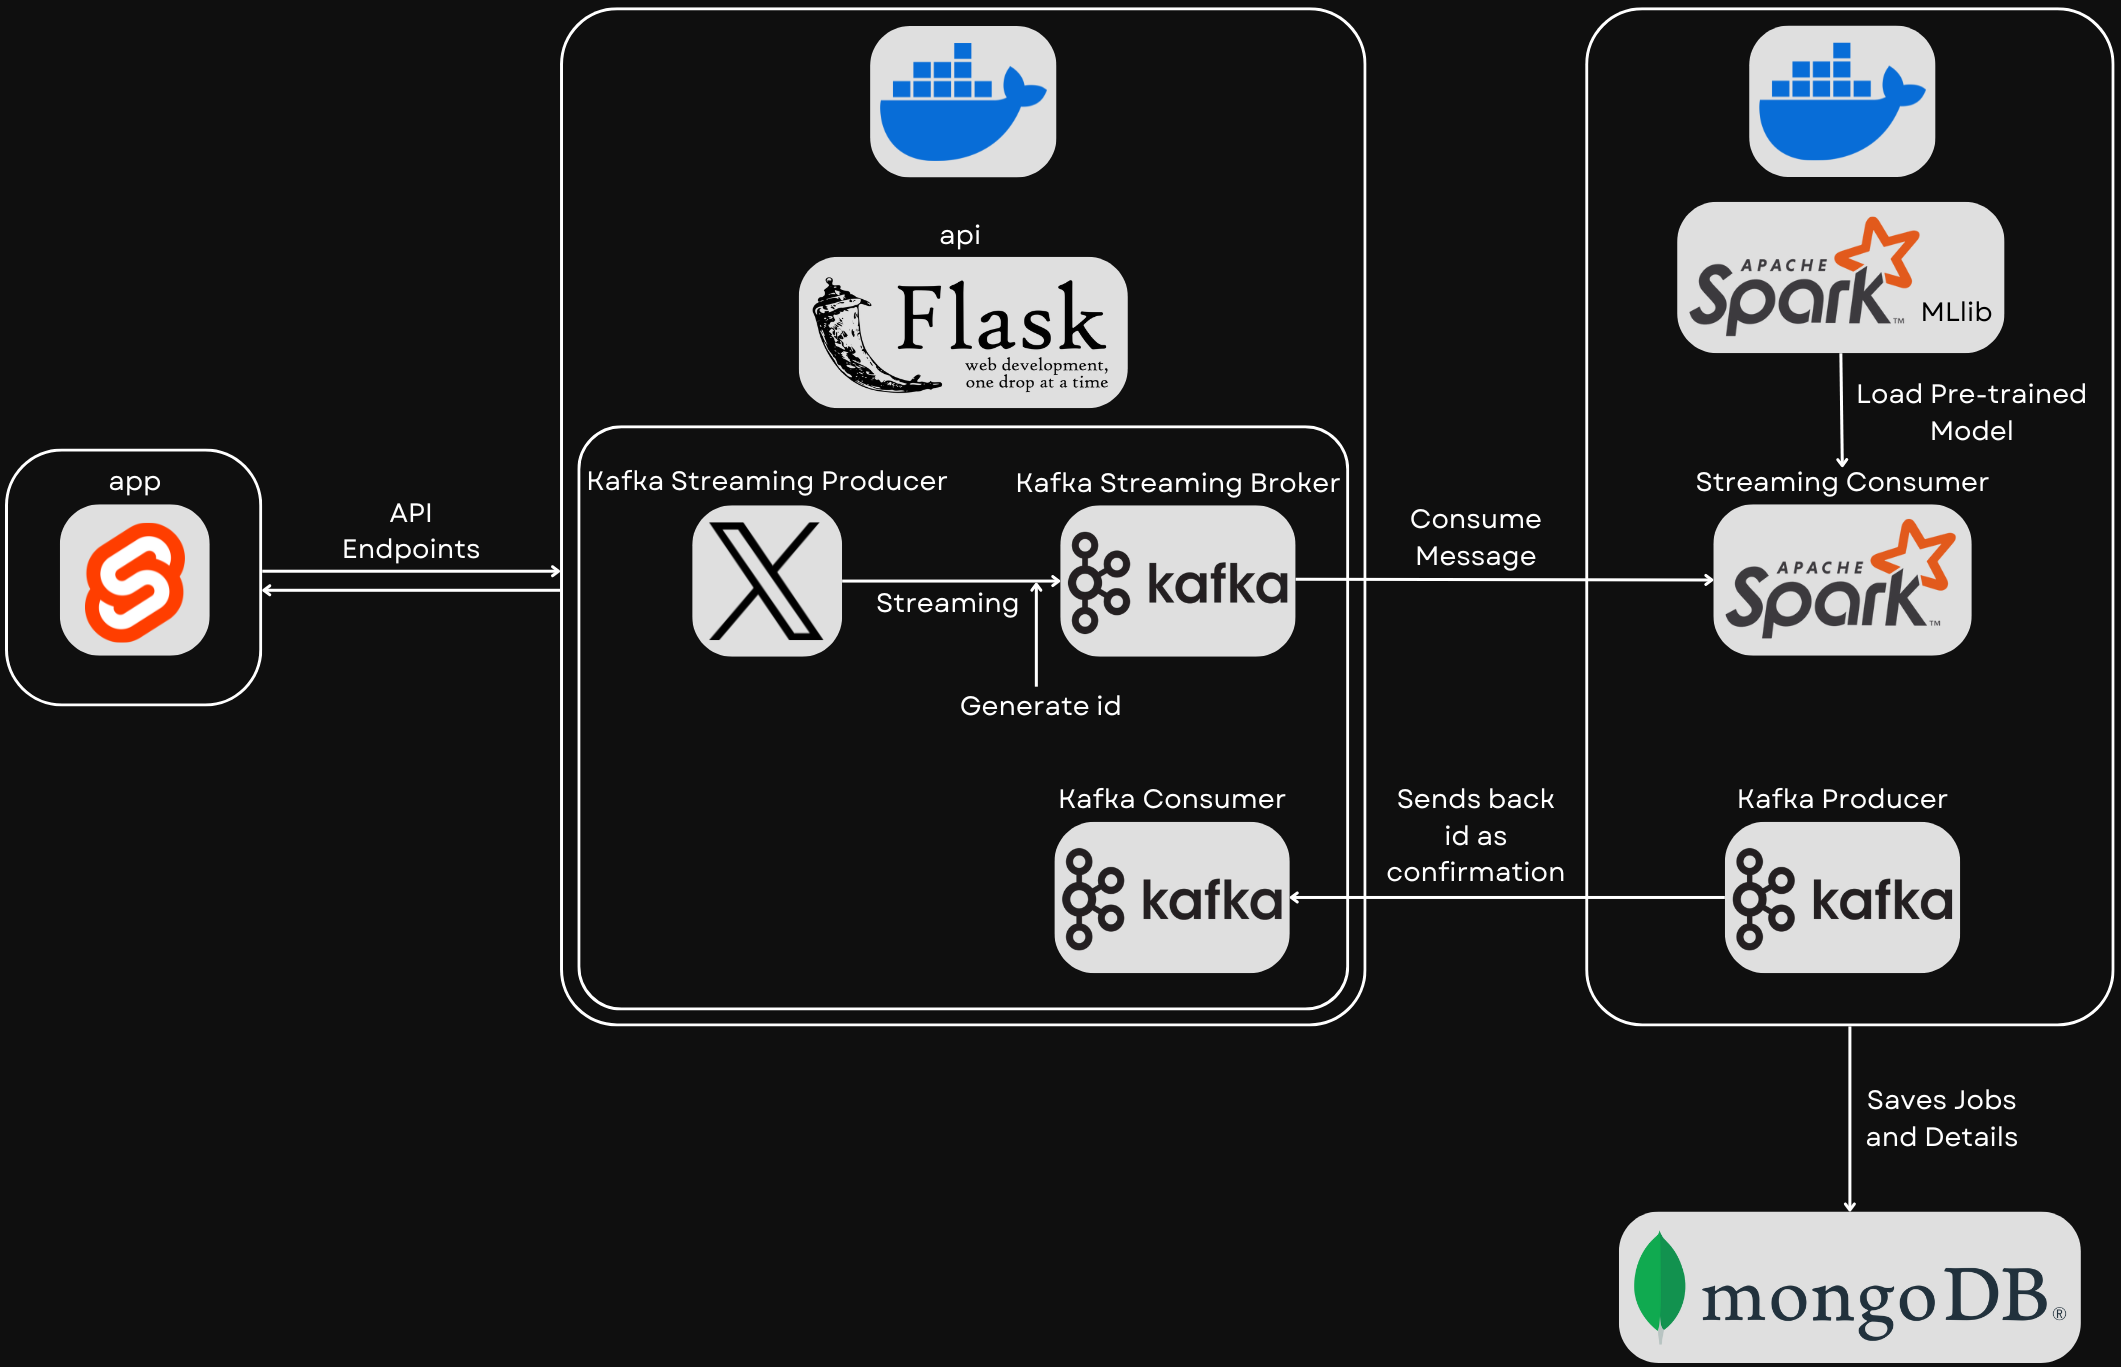 api
Flask
web development,
one drop at a time
APACHE
Spark™
MLlib
Load Pre-trained
Model
app
API
Endpoints
Kafka Streaming Producer
Streaming
Generate id
Kafka Streaming Broker
kafka
Consume
Message
Streaming Consumer
APACHE
Spark™
Kafka Consumer
kafka
Sends back
id as
confirmation
Kafka Producer
kafka
Saves Jobs
and Details
mongoDB®